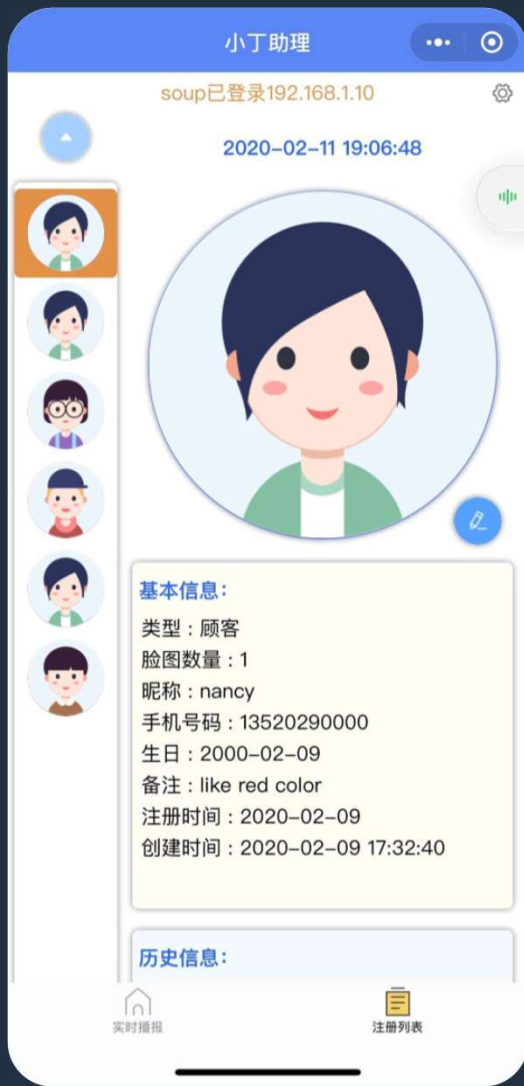 小丁助理
soup已登录192.168.1.10
2020-02-11 19:06:48
基本信息：
类型：顾客
脸图数量：1
昵称：nancy
手机号码：13520290000
生日：2000-02-09
备注：like red color
注册时间：2020-02-09
创建时间：2020-02-09 17:32:40
历史信息：
实时播报
注册列表